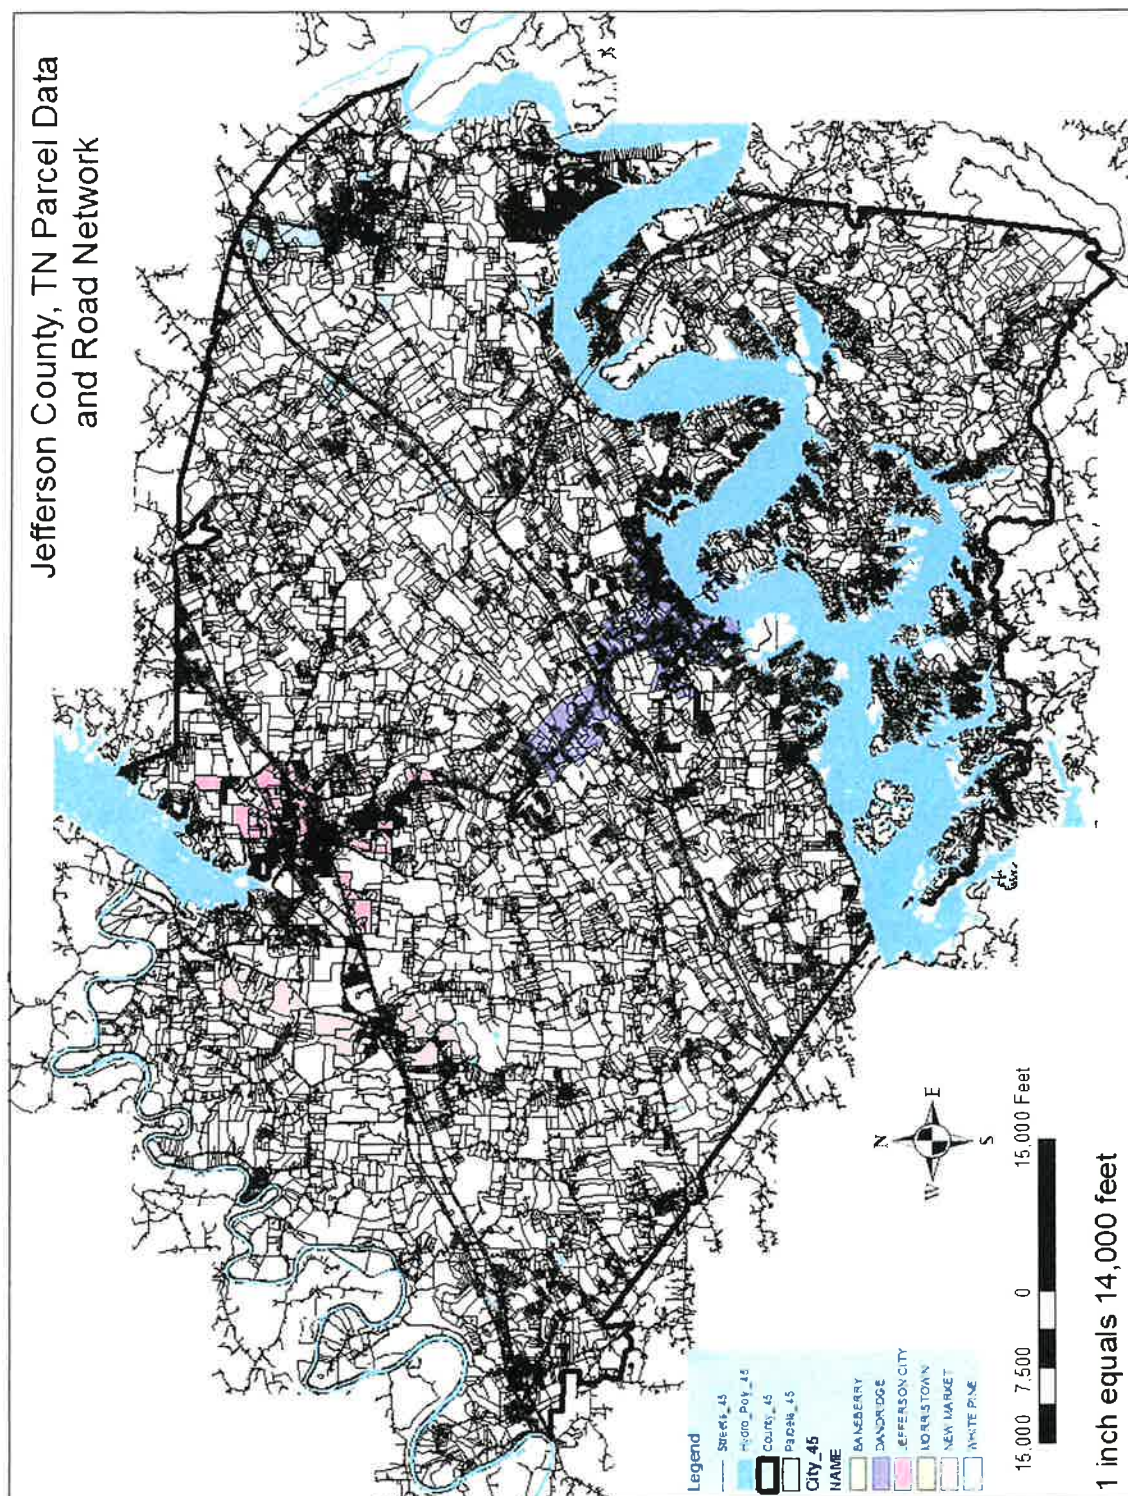 Jefferson County, TN Parcel Data
and Road Network
Legend
Streets_45
Hydro_Poly_45
County_45
Parcels_45
City_45
NAME
BANEBERRY
DANDRIDGE
JEFFERSON CITY
MORRISTOWN
NEW MARKET
WHITE PINE
N
W
E
S
15,000 7,500 0 15,000 Feet
1 inch equals 14,000 feet